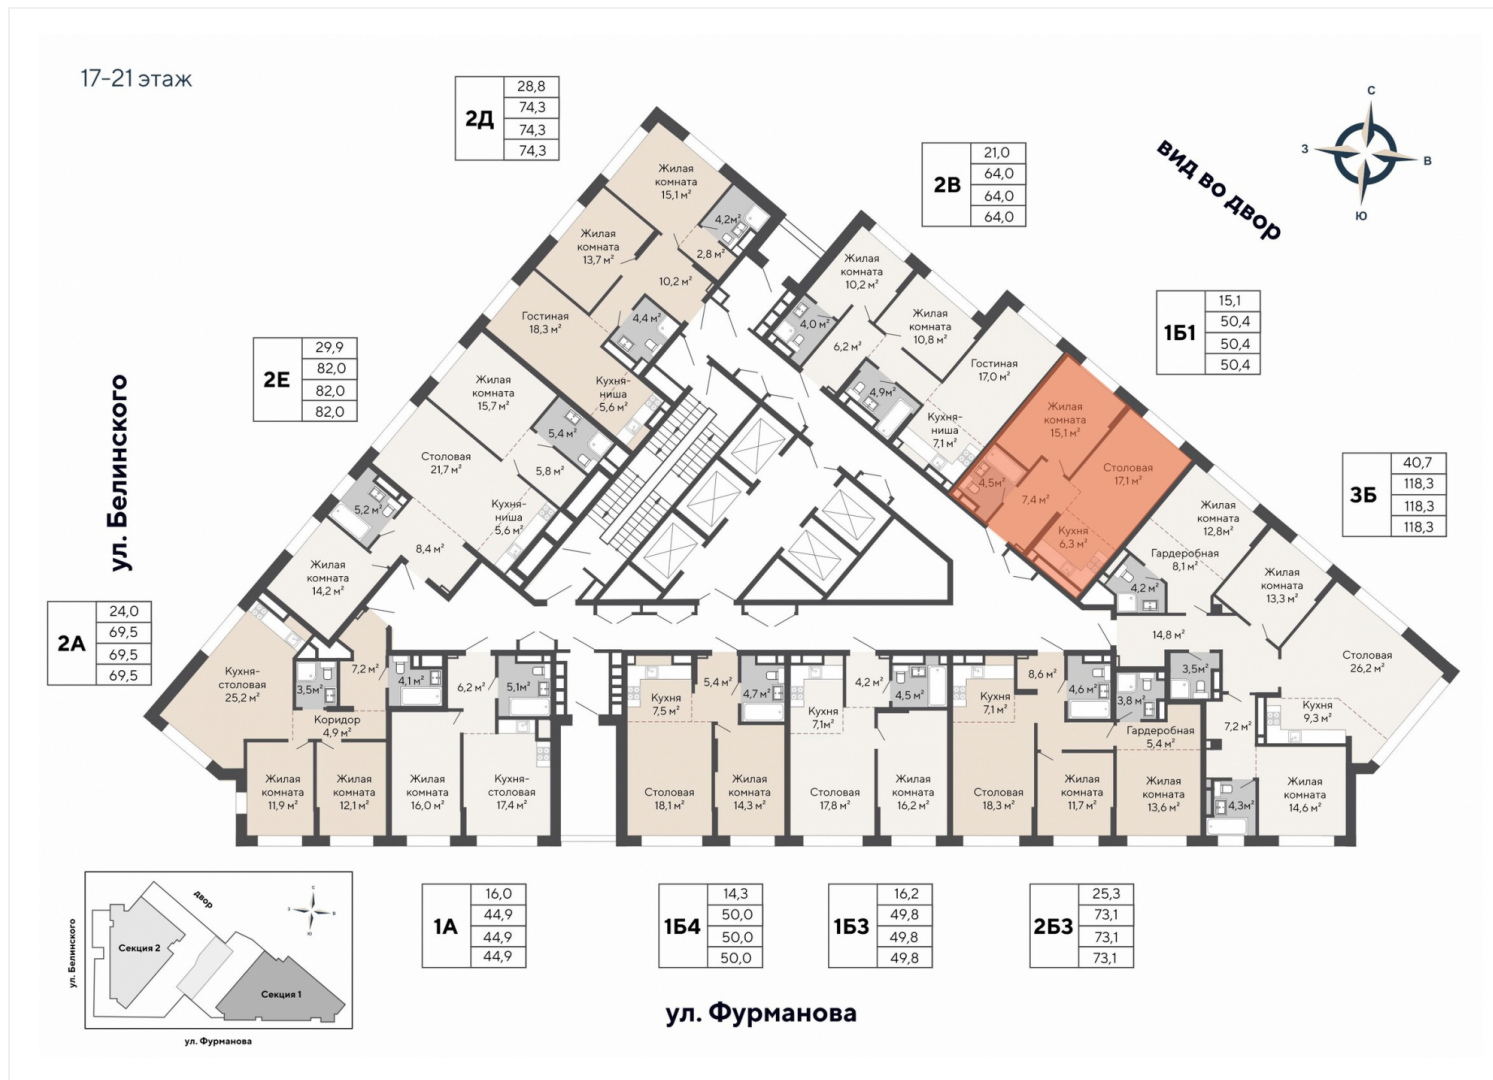 17-21 этаж
2Д
28,8
74,3
74,3
74,3
2В
21,0
64,0
64,0
64,0
вид во двор
С
З
В
Ю
1Б1
15,1
50,4
50,4
50,4
2Е
29,9
82,0
82,0
82,0
3Б
40,7
118,3
118,3
118,3
ул. Белинского
2А
24,0
69,5
69,5
69,5
Жилая
комната
15,1 м²
4,2м²
2,8 м²
Жилая
комната
13,7 м²
10,2 м²
Гостиная
18,3 м²
4,4 м²
Кухня-
ниша
5,6 м²
Жилая
комната
10,2 м²
4,0 м²
6,2 м²
Жилая
комната
10,8 м²
4,9м²
Гостиная
17,0 м²
Кухня-
ниша
7,1 м²
Жилая
комната
15,1 м²
Столовая
17,1 м²
4,5м²
7,4 м²
Кухня
6,3 м²
Жилая
комната
15,7 м²
5,4 м²
Столовая
21,7 м²
5,8 м²
Кухня-
ниша
5,6 м²
5,2 м²
8,4 м²
Жилая
комната
14,2 м²
Жилая
комната
12,8м²
Гардеробная
8,1 м²
4,2 м²
Жилая
комната
13,3 м²
14,8 м²
Столовая
26,2 м²
3,5м²
Кухня
9,3 м²
7,2 м²
4,3м²
Жилая
комната
14,6 м²
Кухня-
столовая
25,2 м²
3,5м²
7,2 м²
Коридор
4,9 м²
Жилая
комната
11,9 м²
Жилая
комната
12,1 м²
4,1 м²
6,2 м²
5,1м²
Жилая
комната
16,0 м²
Кухня-
столовая
17,4 м²
Кухня
7,5 м²
5,4 м²
4,7 м²
Столовая
18,1 м²
Жилая
комната
14,3 м²
Кухня
7,1м²
4,2 м²
4,5 м²
Столовая
17,8 м²
Жилая
комната
16,2 м²
Кухня
7,1 м²
8,6 м²
4,6 м²
3,8 м²
Гардеробная
5,4 м²
Столовая
18,3 м²
Жилая
комната
11,7 м²
Жилая
комната
13,6 м²
1А
16,0
44,9
44,9
44,9
1Б4
14,3
50,0
50,0
50,0
1Б3
16,2
49,8
49,8
49,8
2Б3
25,3
73,1
73,1
73,1
ул. Фурманова
двор
С
З
В
Ю
ул. Белинского
Секция 2
Секция 1
ул. Фурманова